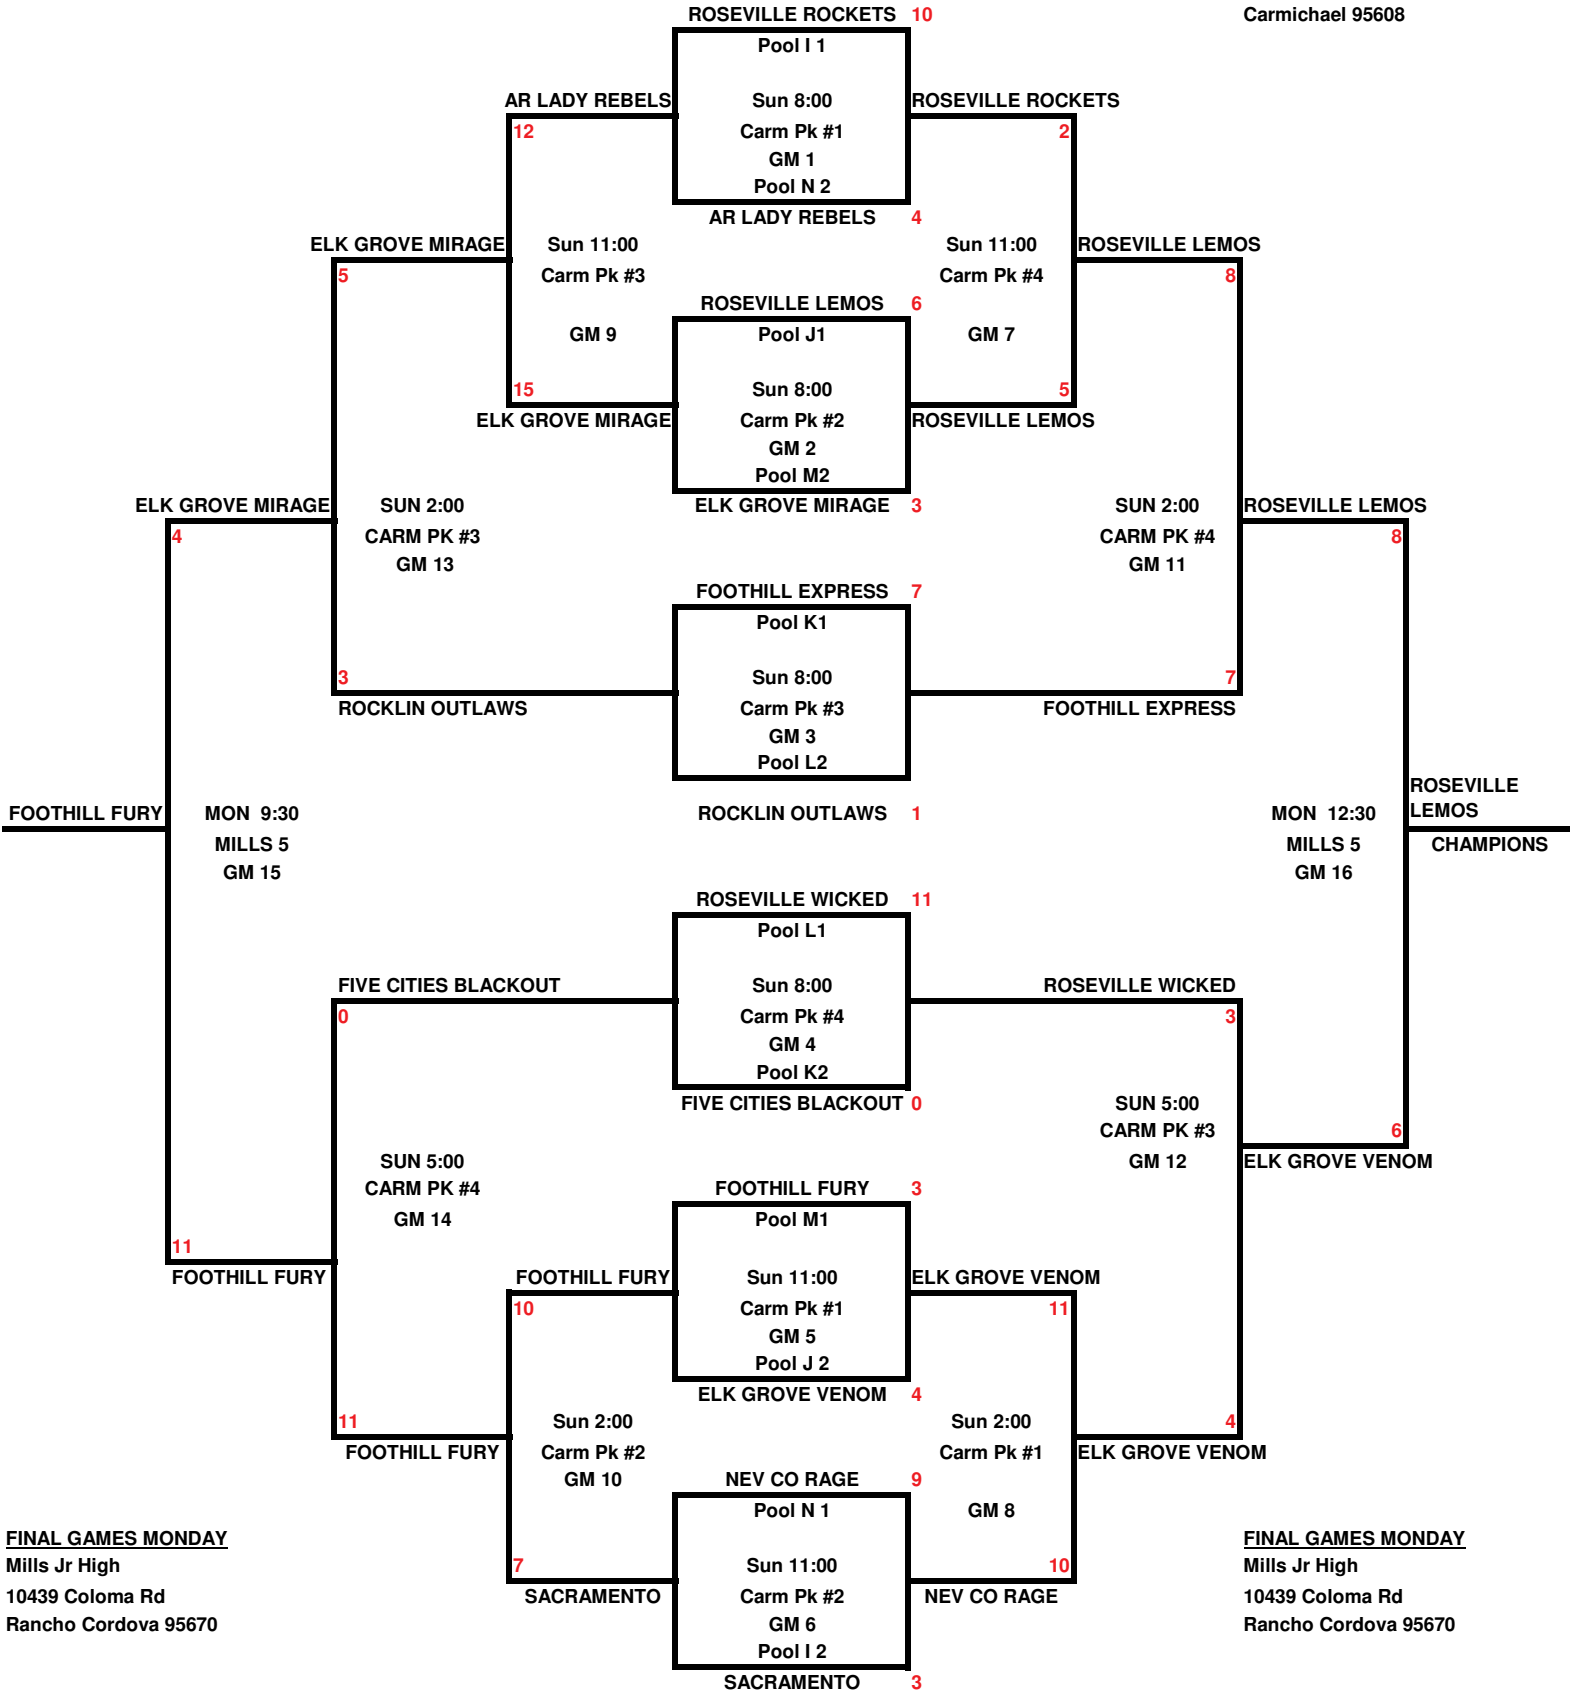 ROSEVILLE ROCKETS 10
Carmichael 95608
Pool I 1
AR LADY REBELS
Sun 8:00
ROSEVILLE ROCKETS
12
Carm Pk #1
2
GM 1
Pool N 2
AR LADY REBELS 4
ELK GROVE MIRAGE
Sun 11:00
Sun 11:00
ROSEVILLE LEMOS
5
Carm Pk #3
Carm Pk #4
8
ROSEVILLE LEMOS 6
GM 9
Pool J1
GM 7
15
Sun 8:00
5
ELK GROVE MIRAGE
Carm Pk #2
ROSEVILLE LEMOS
GM 2
Pool M2
ELK GROVE MIRAGE
SUN 2:00
ELK GROVE MIRAGE 3
SUN 2:00
ROSEVILLE LEMOS
4
CARM PK #3
CARM PK #4
8
GM 13
GM 11
FOOTHILL EXPRESS 7
Pool K1
3
Sun 8:00
7
ROCKLIN OUTLAWS
Carm Pk #3
FOOTHILL EXPRESS
GM 3
Pool L2
ROSEVILLE
LEMOS
FOOTHILL FURY
MON 9:30
ROCKLIN OUTLAWS 1
MON 12:30
MILLS 5
MILLS 5
CHAMPIONS
GM 15
GM 16
ROSEVILLE WICKED 11
Pool L1
FIVE CITIES BLACKOUT
Sun 8:00
ROSEVILLE WICKED
0
Carm Pk #4
3
GM 4
Pool K2
FIVE CITIES BLACKOUT 0
SUN 5:00
CARM PK #3
6
SUN 5:00
GM 12
ELK GROVE VENOM
CARM PK #4
FOOTHILL FURY 3
GM 14
Pool M1
11
FOOTHILL FURY
FOOTHILL FURY
Sun 11:00
ELK GROVE VENOM
10
Carm Pk #1
11
GM 5
Pool J 2
ELK GROVE VENOM 4
11
Sun 2:00
Sun 2:00
4
FOOTHILL FURY
Carm Pk #2
Carm Pk #1
ELK GROVE VENOM
GM 10
NEV CO RAGE 9
Pool N 1
GM 8
FINAL GAMES MONDAY
FINAL GAMES MONDAY
Mills Jr High
7
Sun 11:00
10
Mills Jr High
10439 Coloma Rd
SACRAMENTO
Carm Pk #2
NEV CO RAGE
10439 Coloma Rd
Rancho Cordova 95670
GM 6
Rancho Cordova 95670
Pool I 2
SACRAMENTO 3